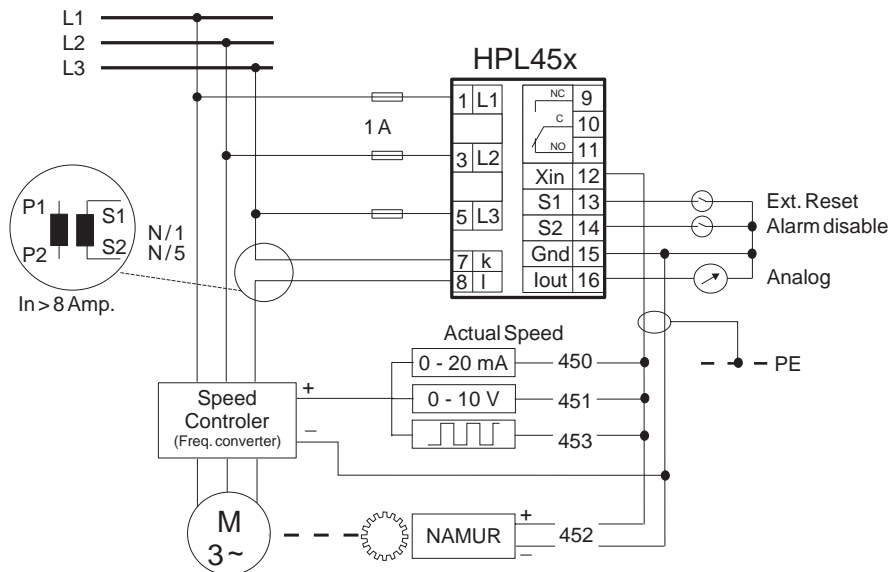 L1
L2
L3
HPL45x
1 L1
3 L2
5 L3
7 k
8 l
1 A
NC 9
C 10
NO 11
Xin 12
S1 13
S2 14
Gnd 15
Iout 16
Ext. Reset
Alarm disable
Analog
P1
P2
S1
S2
N/1
N/5
In > 8 Amp.
Actual Speed
0 - 20 mA 450
0 - 10 V 451
453
PE
Speed
Controler
(Freq. converter)
+
–
M
3~
NAMUR
+
–
452